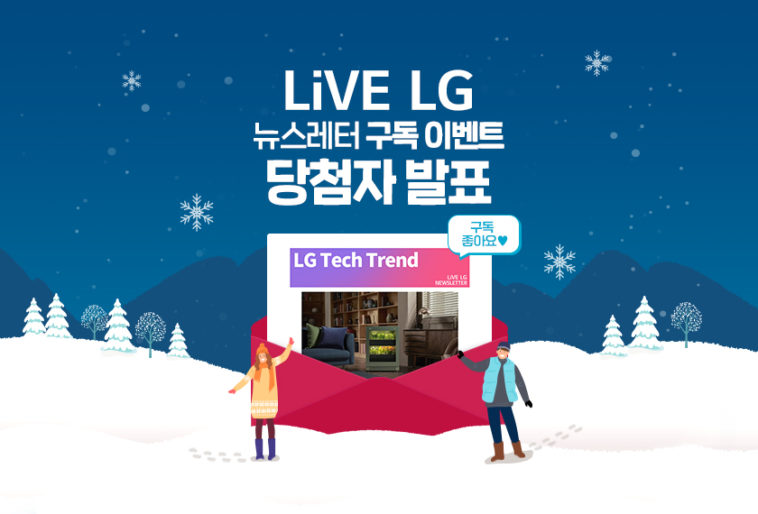 LiVE LG
뉴스레터 구독 이벤트
당첨자 발표
구독
좋아요♥
LG Tech Trend
LiVE LG
NEWSLETTER